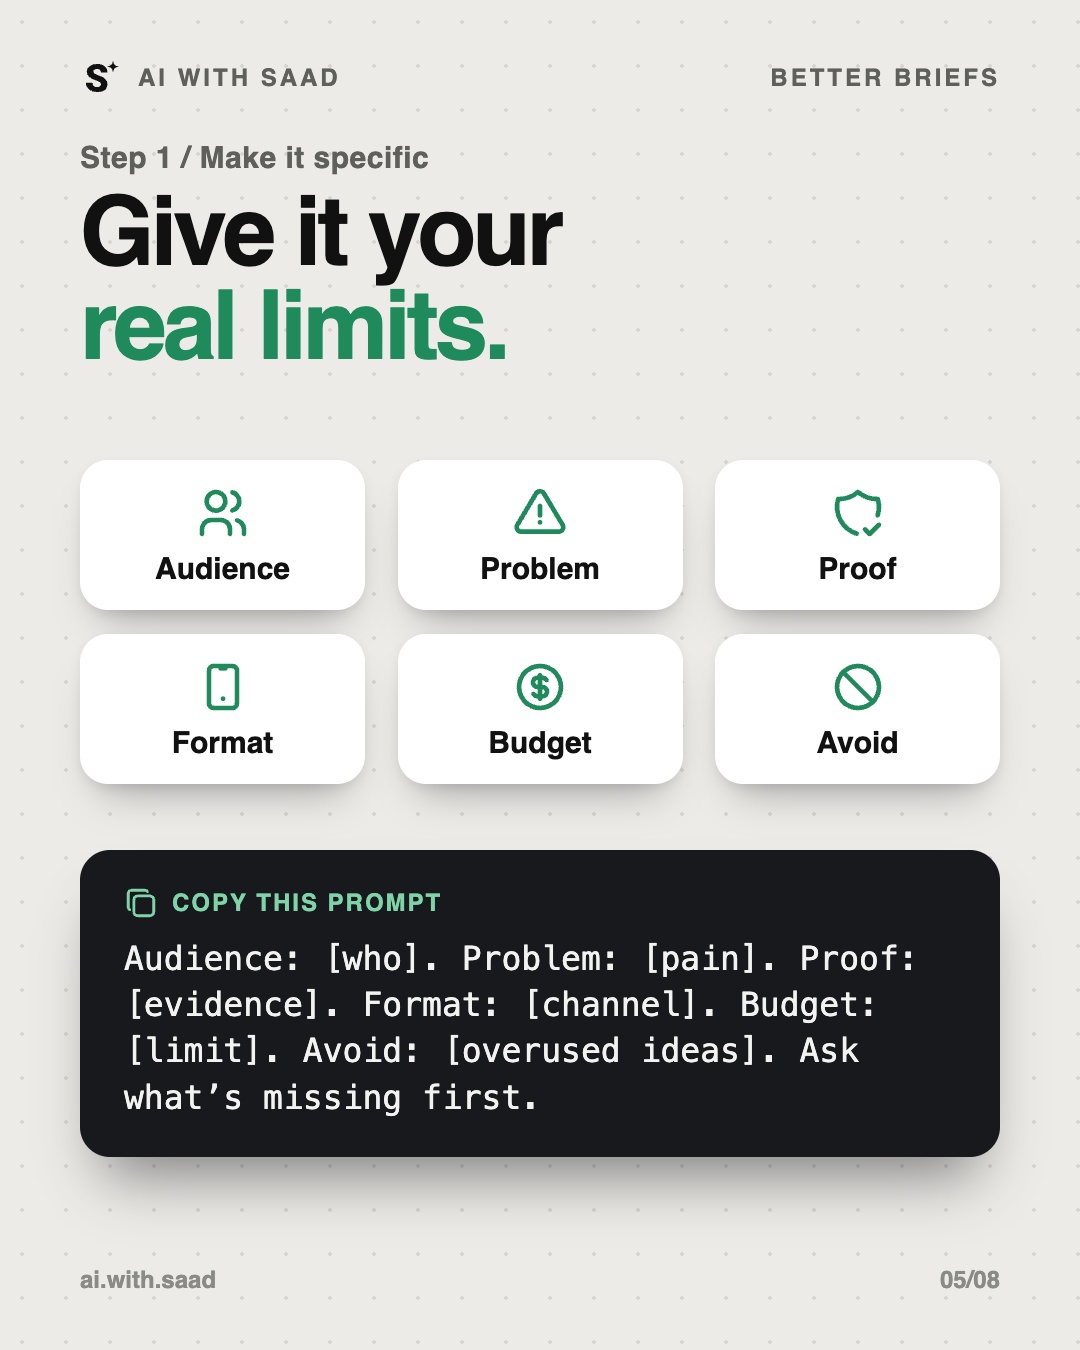 S AI WITH SAAD
BETTER BRIEFS
Step 1 / Make it specific
Give it your
real limits.
Audience
Problem
Proof
Format
Budget
Avoid
COPY THIS PROMPT
Audience: [who]. Problem: [pain]. Proof:
[evidence]. Format: [channel]. Budget:
[limit]. Avoid: [overused ideas]. Ask
what’s missing first.
ai.with.saad
05/08